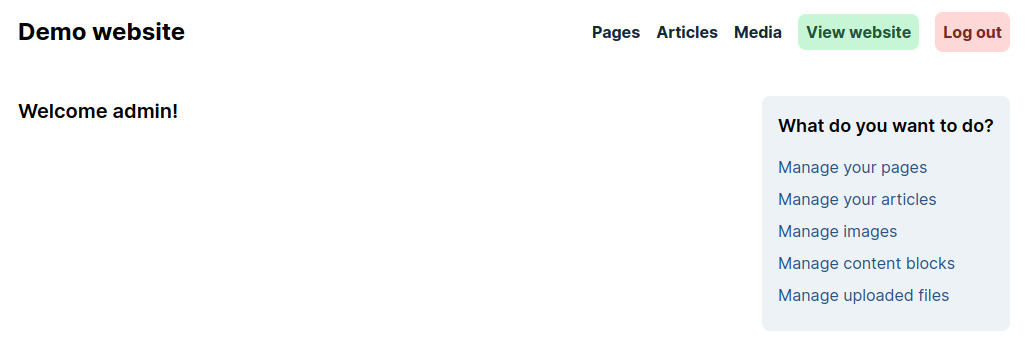 Demo website
Pages Articles Media View website Log out
Welcome admin!
What do you want to do?
Manage your pages
Manage your articles
Manage images
Manage content blocks
Manage uploaded files